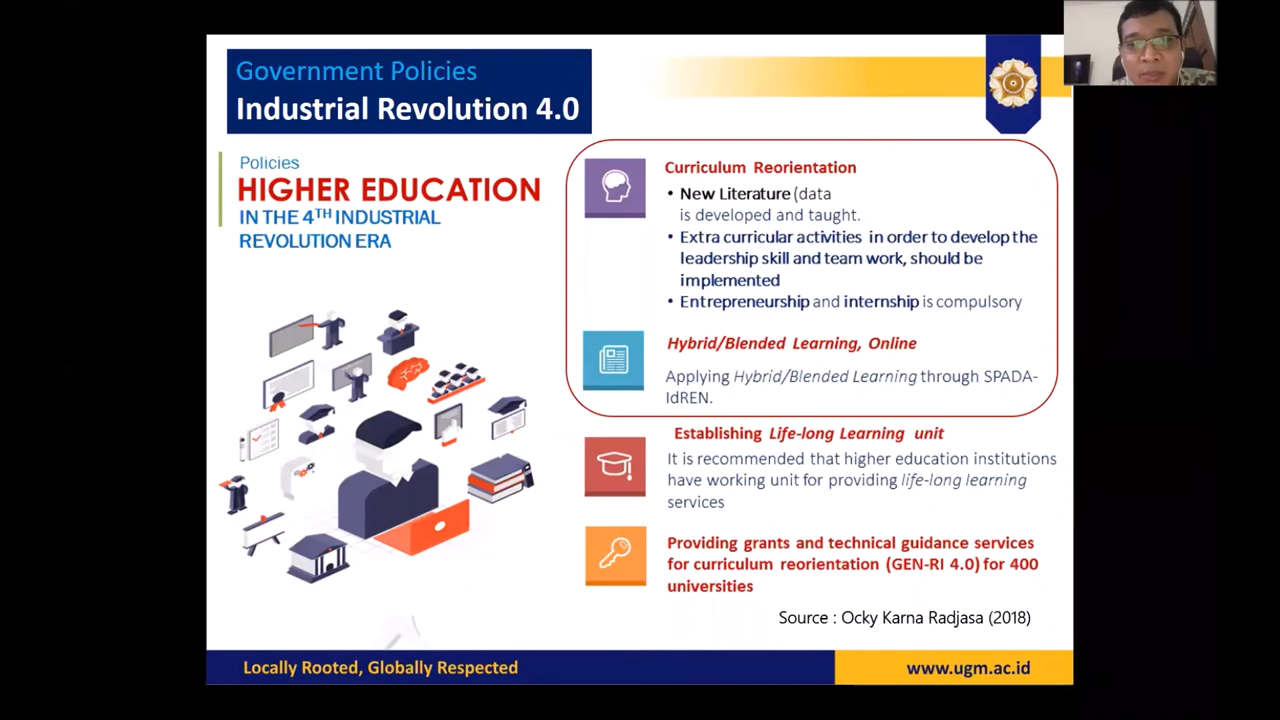 Government Policies
Industrial Revolution 4.0
Policies
HIGHER EDUCATION
IN THE 4TH INDUSTRIAL
REVOLUTION ERA
Curriculum Reorientation
• New Literature (data
is developed and taught.
• Extra curricular activities in order to develop the
leadership skill and team work, should be
implemented
• Entrepreneurship and internship is compulsory
Hybrid/Blended Learning, Online
Applying Hybrid/Blended Learning through SPADA-
IdREN.
Establishing Life-long Learning unit
It is recommended that higher education institutions
have working unit for providing life-long learning
services
Providing grants and technical guidance services
for curriculum reorientation (GEN-RI 4.0) for 400
universities
Source : Ocky Karna Radjasa (2018)
Locally Rooted, Globally Respected
www.ugm.ac.id